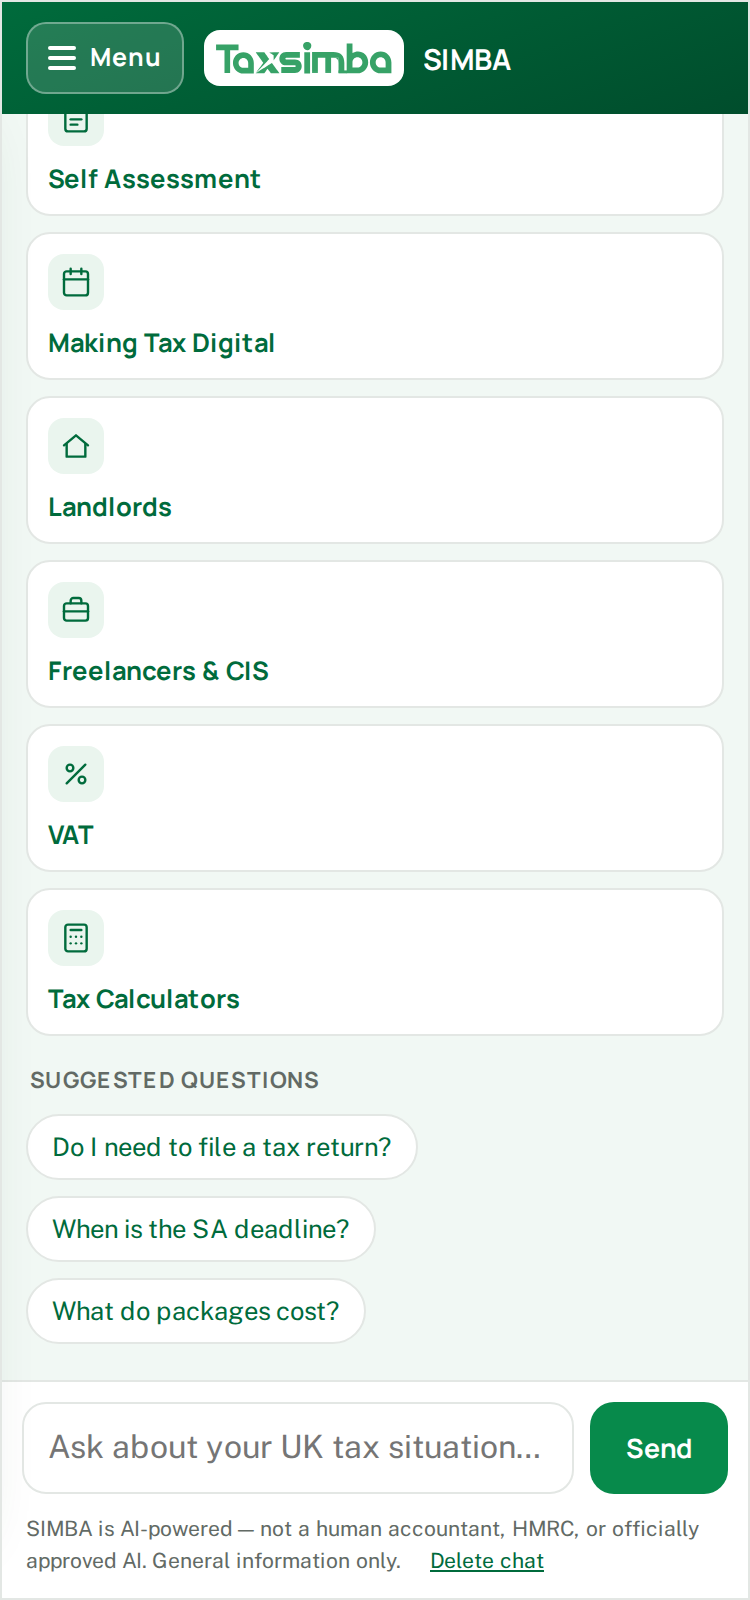 Menu
Taxsimba
SIMBA
Self Assessment
Making Tax Digital
Landlords
Freelancers & CIS
VAT
Tax Calculators
SUGGESTED QUESTIONS
Do I need to file a tax return?
When is the SA deadline?
What do packages cost?
Ask about your UK tax situation...
Send
SIMBA is AI-powered — not a human accountant, HMRC, or officially
approved AI. General information only. Delete chat